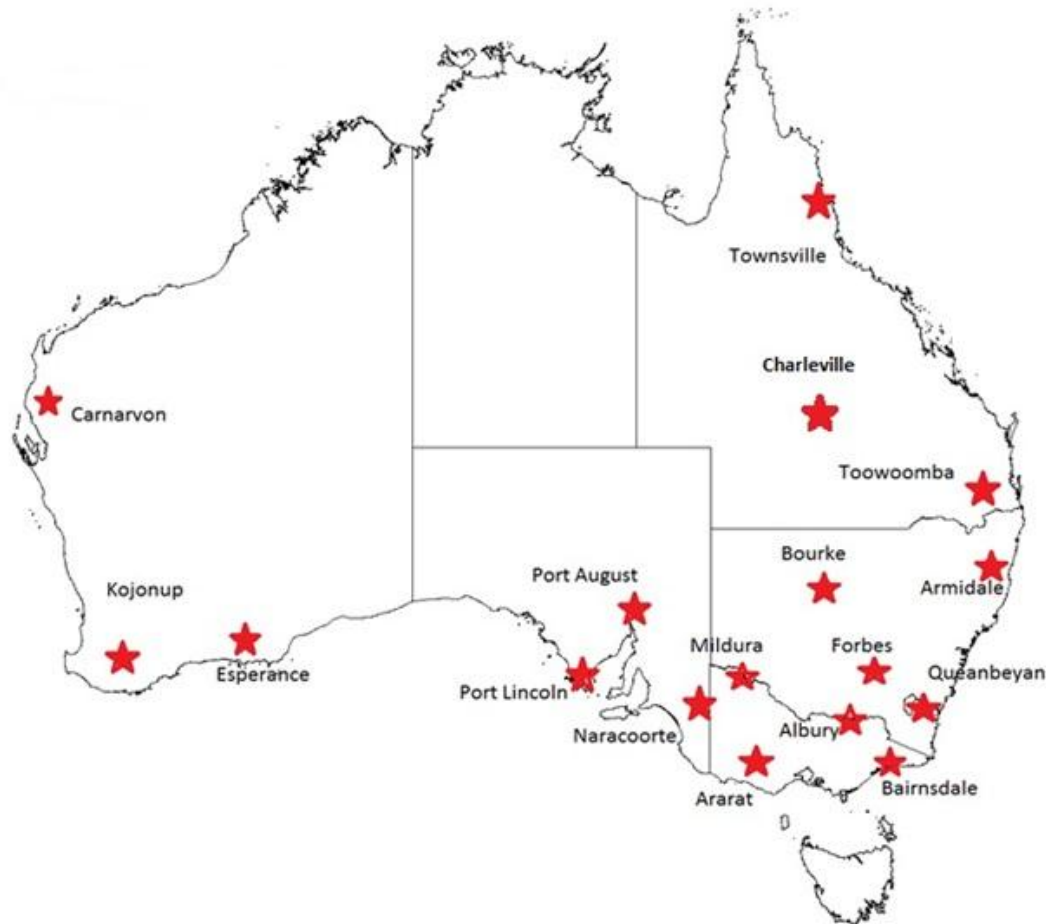 Townsville
Charleville
Carnarvon
Toowoomba
Bourke
Port August
Kojonup
Armidale
Mildura
Forbes
Esperance
Queanbeyan
Port Lincoln
Naracoorte
Albury
Bairnsdale
Ararat